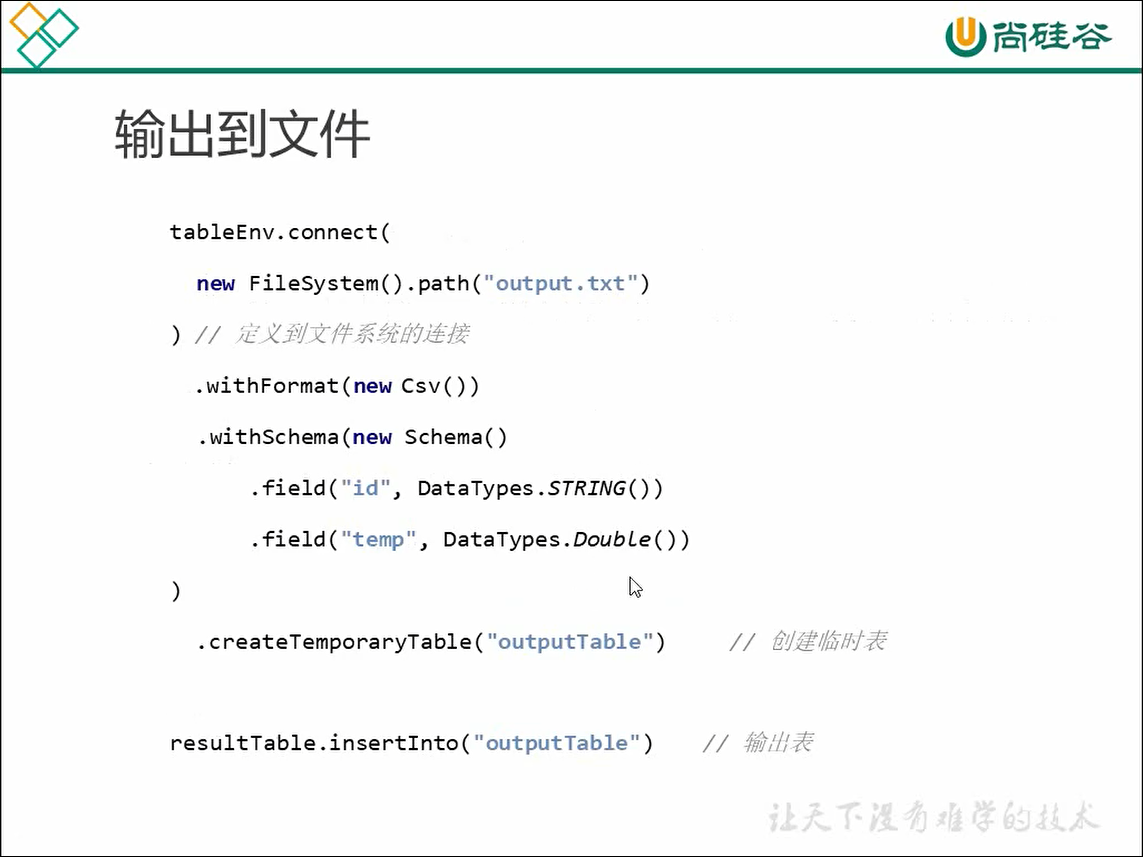 尚硅谷
输出到文件
tableEnv.connect(
new FileSystem().path("output.txt")
) // 定义到文件系统的连接
.withFormat(new Csv())
.withSchema(new Schema()
.field("id", DataTypes.STRING())
.field("temp", DataTypes.Double())
)
.createTemporaryTable("outputTable") // 创建临时表
resultTable.insertInto("outputTable") // 输出表
让天下没有难学的技术